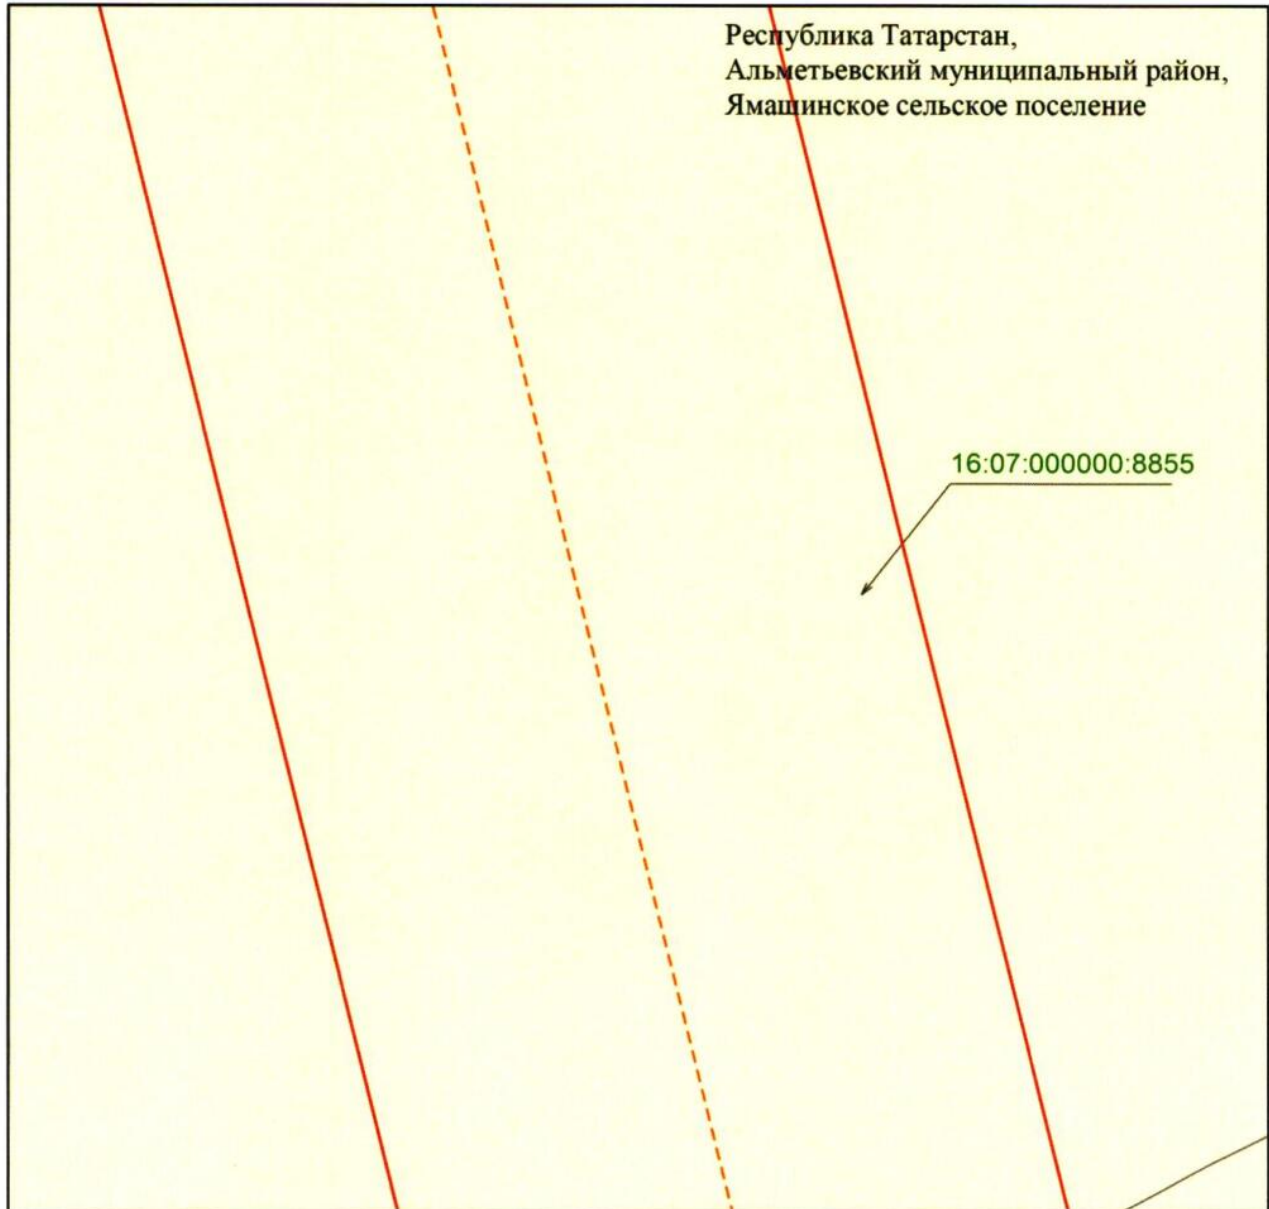 Республика Татарстан,
Альметьевский муниципальный район,
Ямашинское сельское поселение
16:07:000000:8855